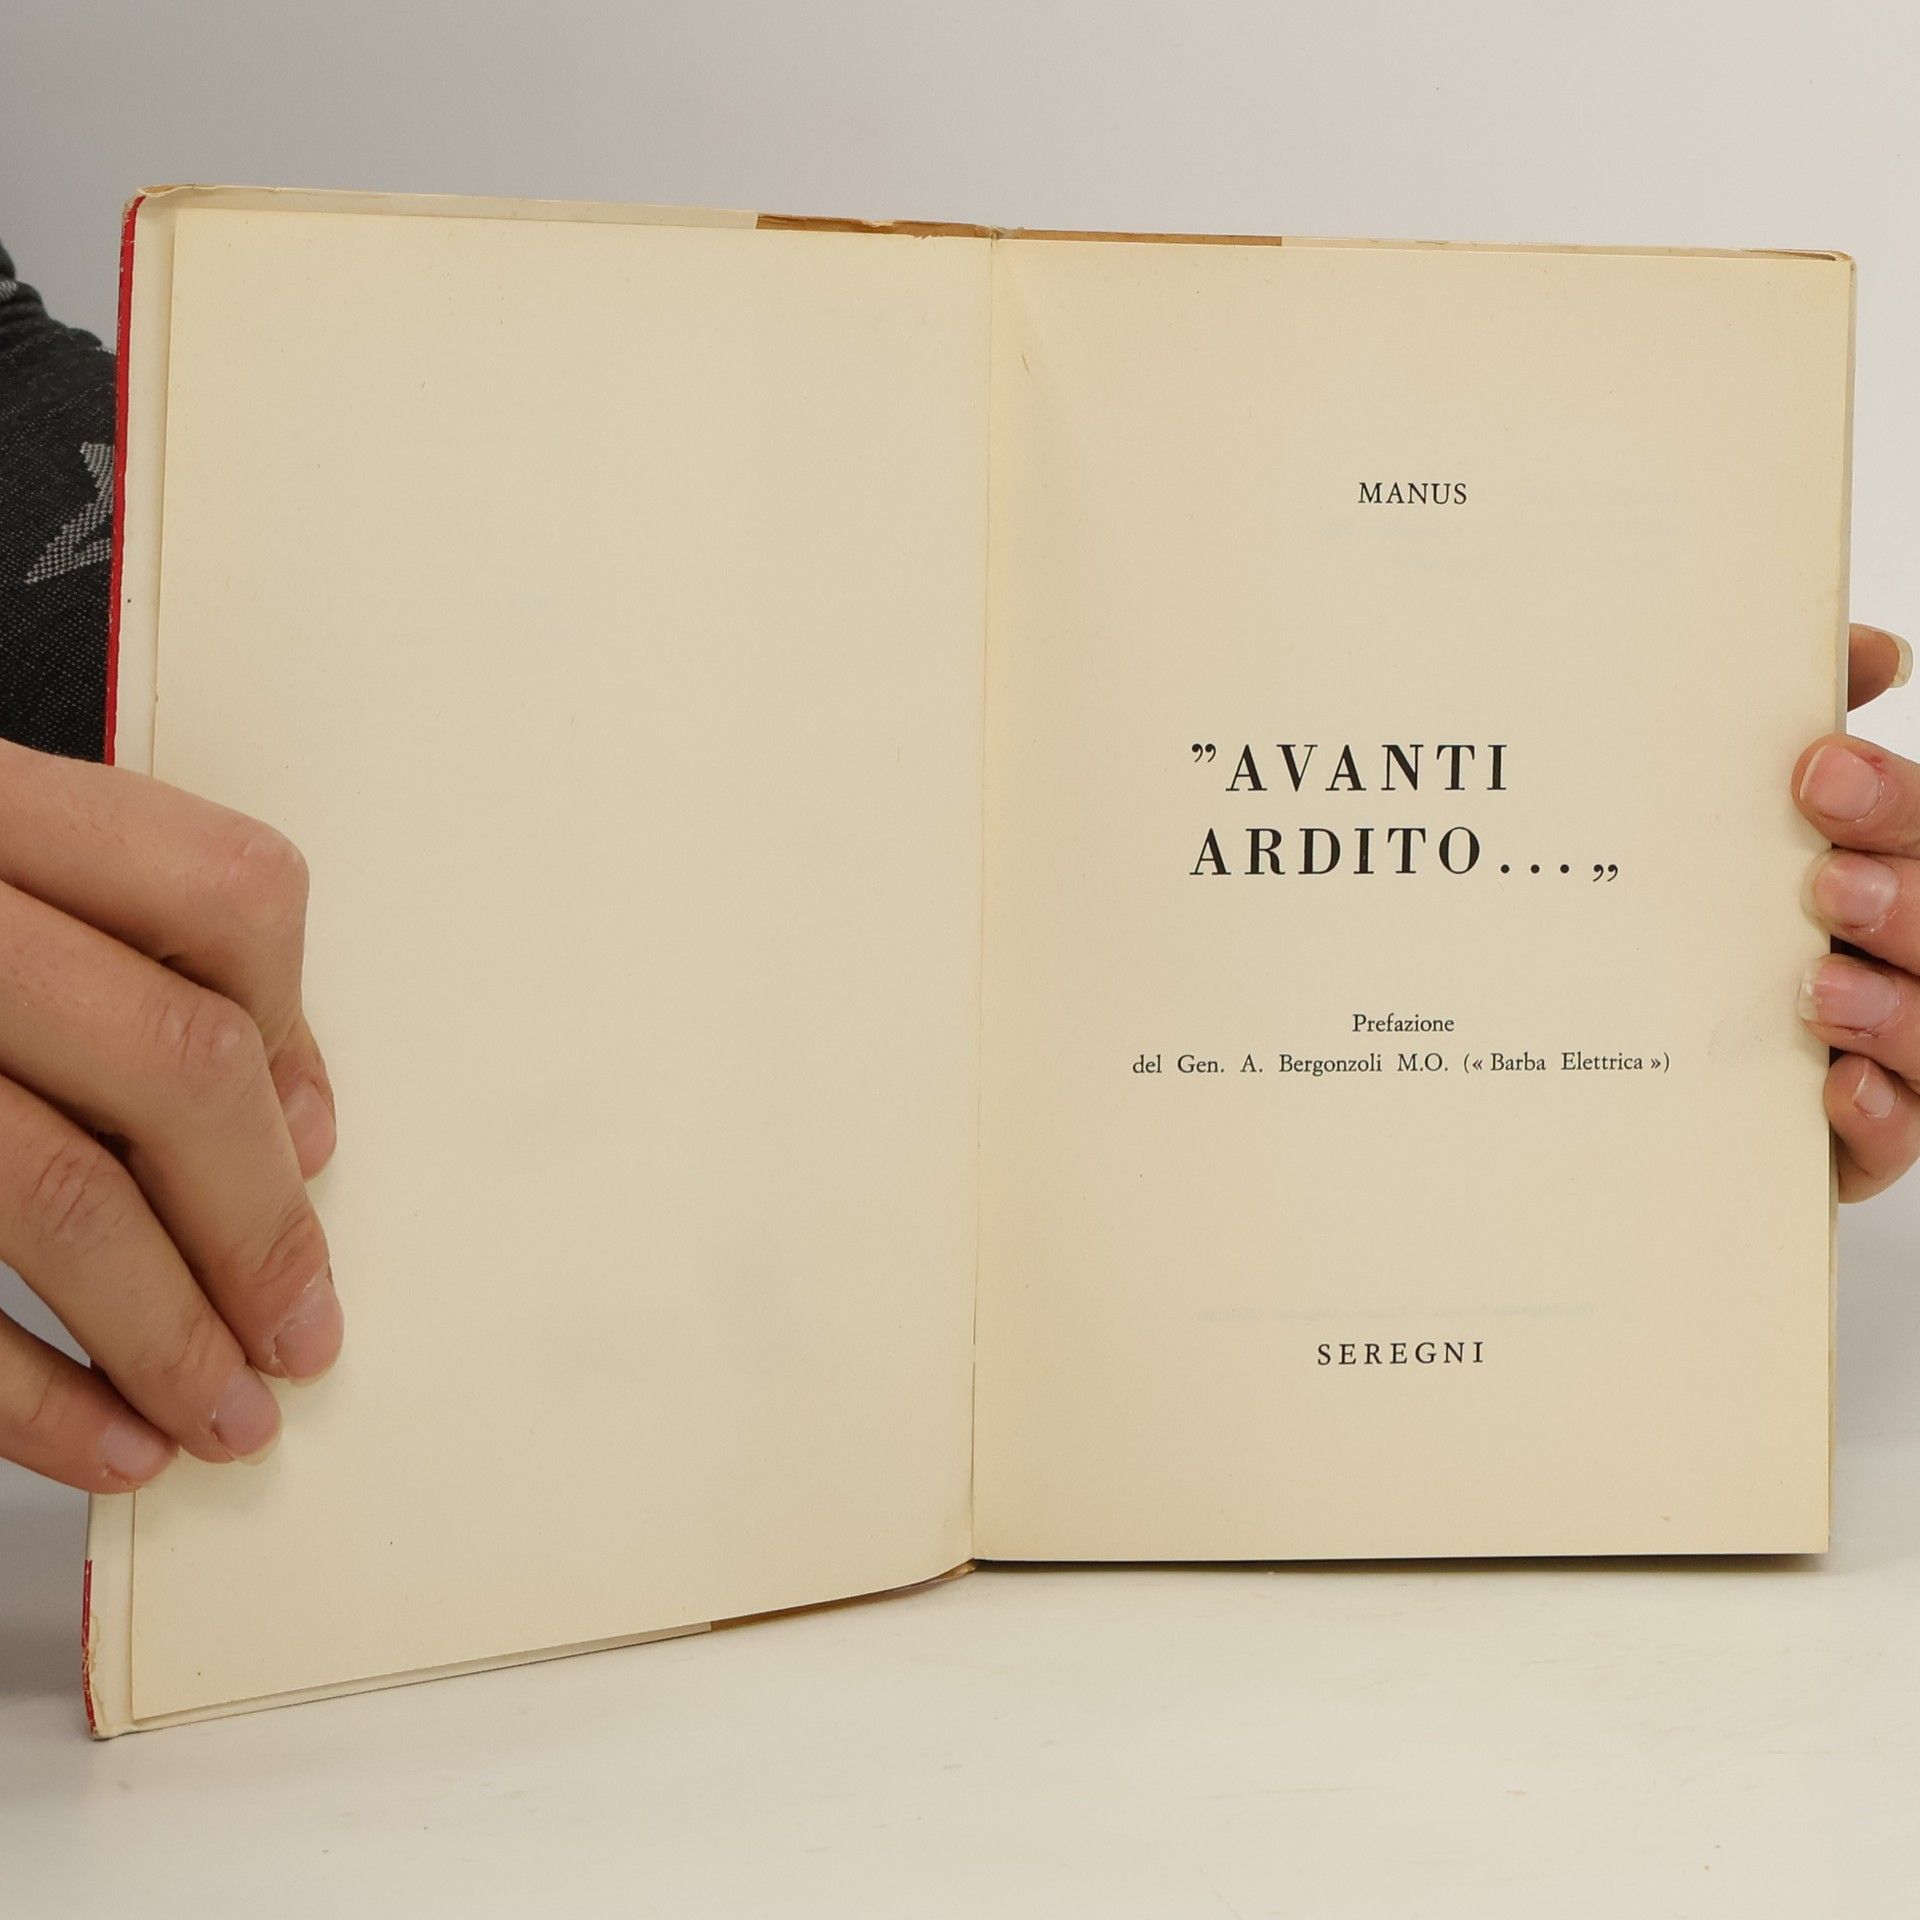 MANUS
”AVANTI
ARDITO...„
Prefazione
del Gen. A. Bergonzoli M.O. (« Barba Elettrica »)
SEREGNI